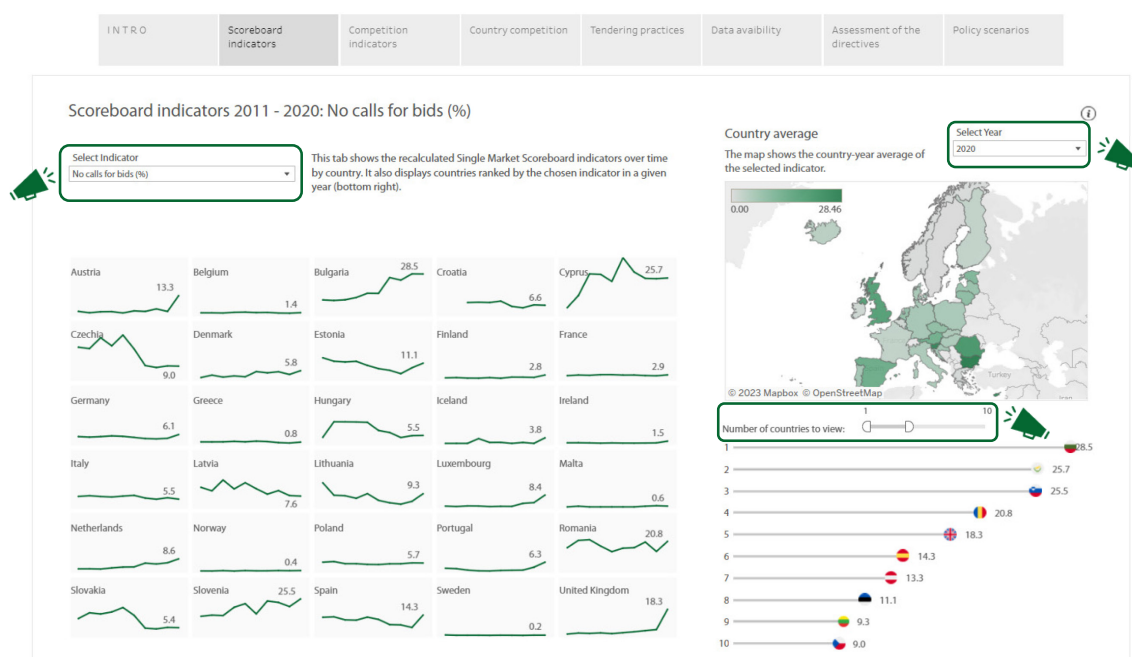 INTRO
Scoreboard indicators
Competition indicators
Country competition
Tendering practices
Data avaibility
Assessment of the directives
Policy scenarios
Scoreboard indicators 2011 - 2020: No calls for bids (%)
Select Indicator
No calls for bids (%)
This tab shows the recalculated Single Market Scoreboard indicators over time
by country. It also displays countries ranked by the chosen indicator in a given
year (bottom right).
Country average
The map shows the country-year average of
the selected indicator.
Select Year
2020
0.00 28.46
Turkey
Iran
© 2023 Mapbox © OpenStreetMap
Austria 13.3
Belgium 1.4
Bulgaria 28.5
Croatia 6.6
Cyprus 25.7
Czechia 9.0
Denmark 5.8
Estonia 11.1
Finland 2.8
France 2.9
Germany 6.1
Greece 0.8
Hungary 5.5
Iceland 3.8
Ireland 1.5
Italy 5.5
Latvia 7.6
Lithuania 9.3
Luxembourg 8.4
Malta 0.6
Netherlands 8.6
Norway 0.4
Poland 5.7
Portugal 6.3
Romania 20.8
Slovakia 5.4
Slovenia 25.5
Spain 14.3
Sweden 0.2
United Kingdom 18.3
1 10
Number of countries to view:
1 28.5
2 25.7
3 25.5
4 20.8
5 18.3
6 14.3
7 13.3
8 11.1
9 9.3
10 9.0